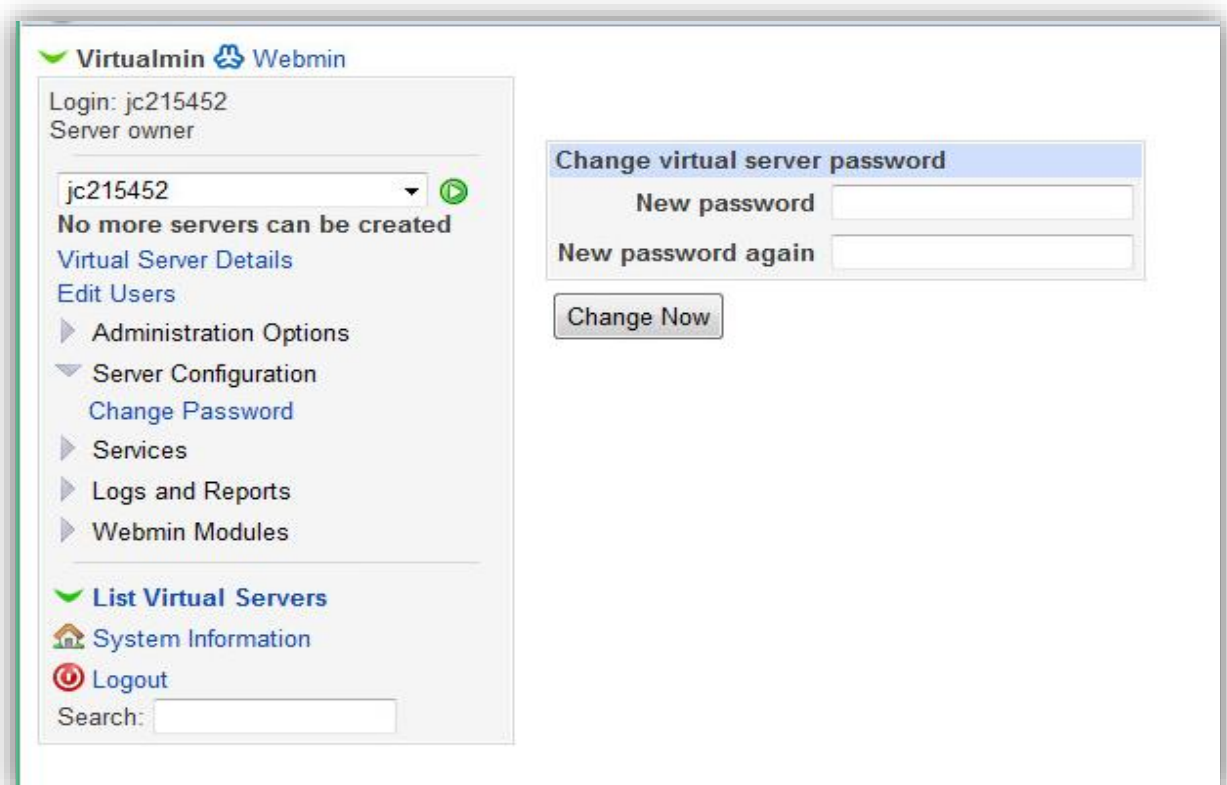 Virtualmin Webmin
Login: jc215452
Server owner
jc215452
No more servers can be created
Virtual Server Details
Edit Users
Administration Options
Server Configuration
Change Password
Services
Logs and Reports
Webmin Modules
List Virtual Servers
System Information
Logout
Search:
Change virtual server password
New password
New password again
Change Now